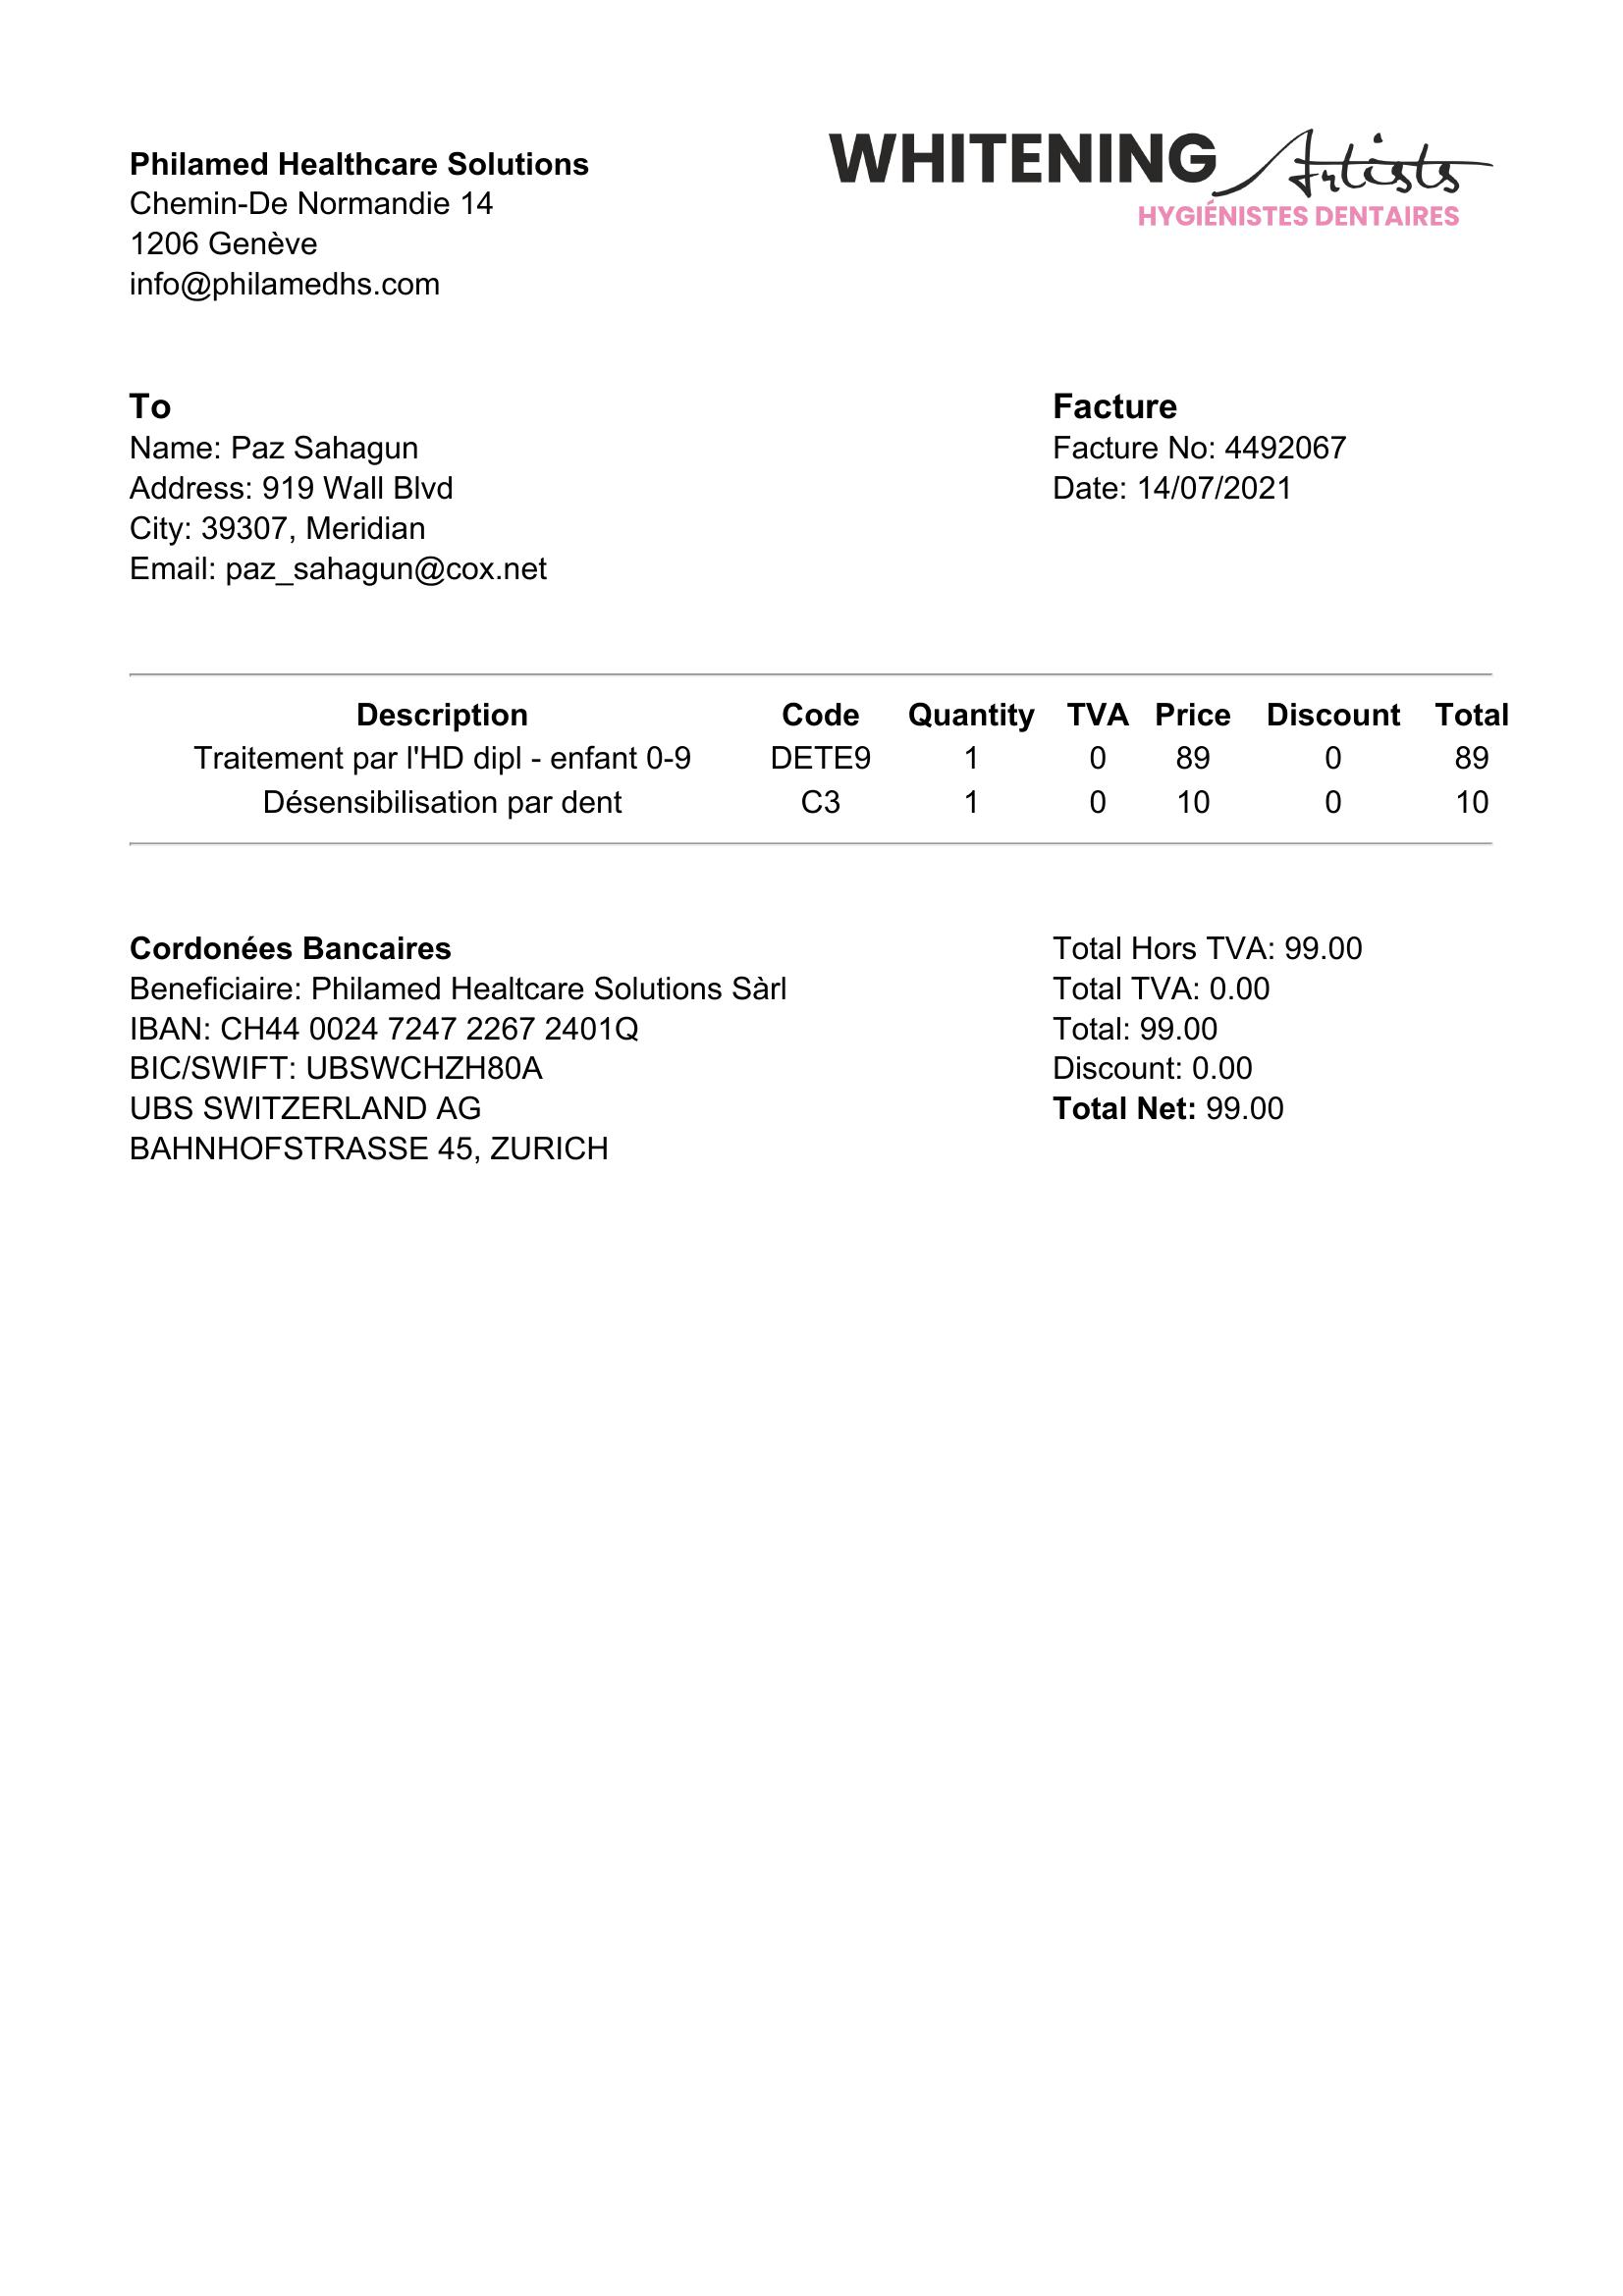 Philamed Healthcare Solutions
Chemin-De Normandie 14
1206 Genève
info@philamedhs.com
WHITENING Artists
HYGIÉNISTES DENTAIRES
To
Name: Paz Sahagun
Address: 919 Wall Blvd
City: 39307, Meridian
Email: paz_sahagun@cox.net
Facture
Facture No: 4492067
Date: 14/07/2021
Description Code Quantity TVA Price Discount Total
Traitement par l'HD dipl - enfant 0-9 DETE9 1 0 89 0 89
Désensibilisation par dent C3 1 0 10 0 10
Cordonées Bancaires
Beneficiaire: Philamed Healtcare Solutions Sàrl
IBAN: CH44 0024 7247 2267 2401Q
BIC/SWIFT: UBSWCHZH80A
UBS SWITZERLAND AG
BAHNHOFSTRASSE 45, ZURICH
Total Hors TVA: 99.00
Total TVA: 0.00
Total: 99.00
Discount: 0.00
Total Net: 99.00